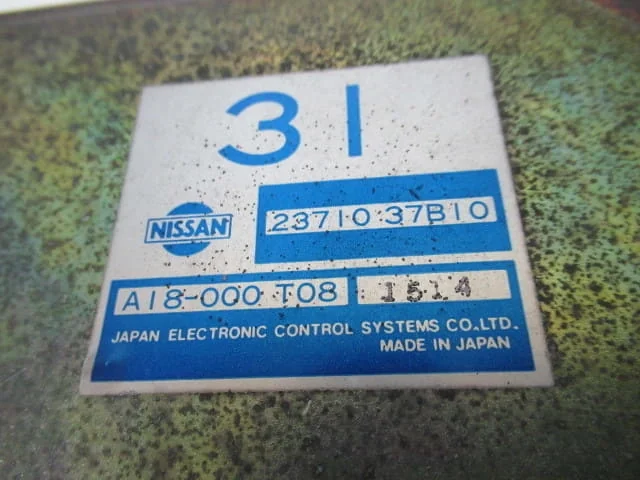 31
NISSAN
23710 37B10
A18-000 T08 1514
JAPAN ELECTRONIC CONTROL SYSTEMS CO.LTD.
MADE IN JAPAN